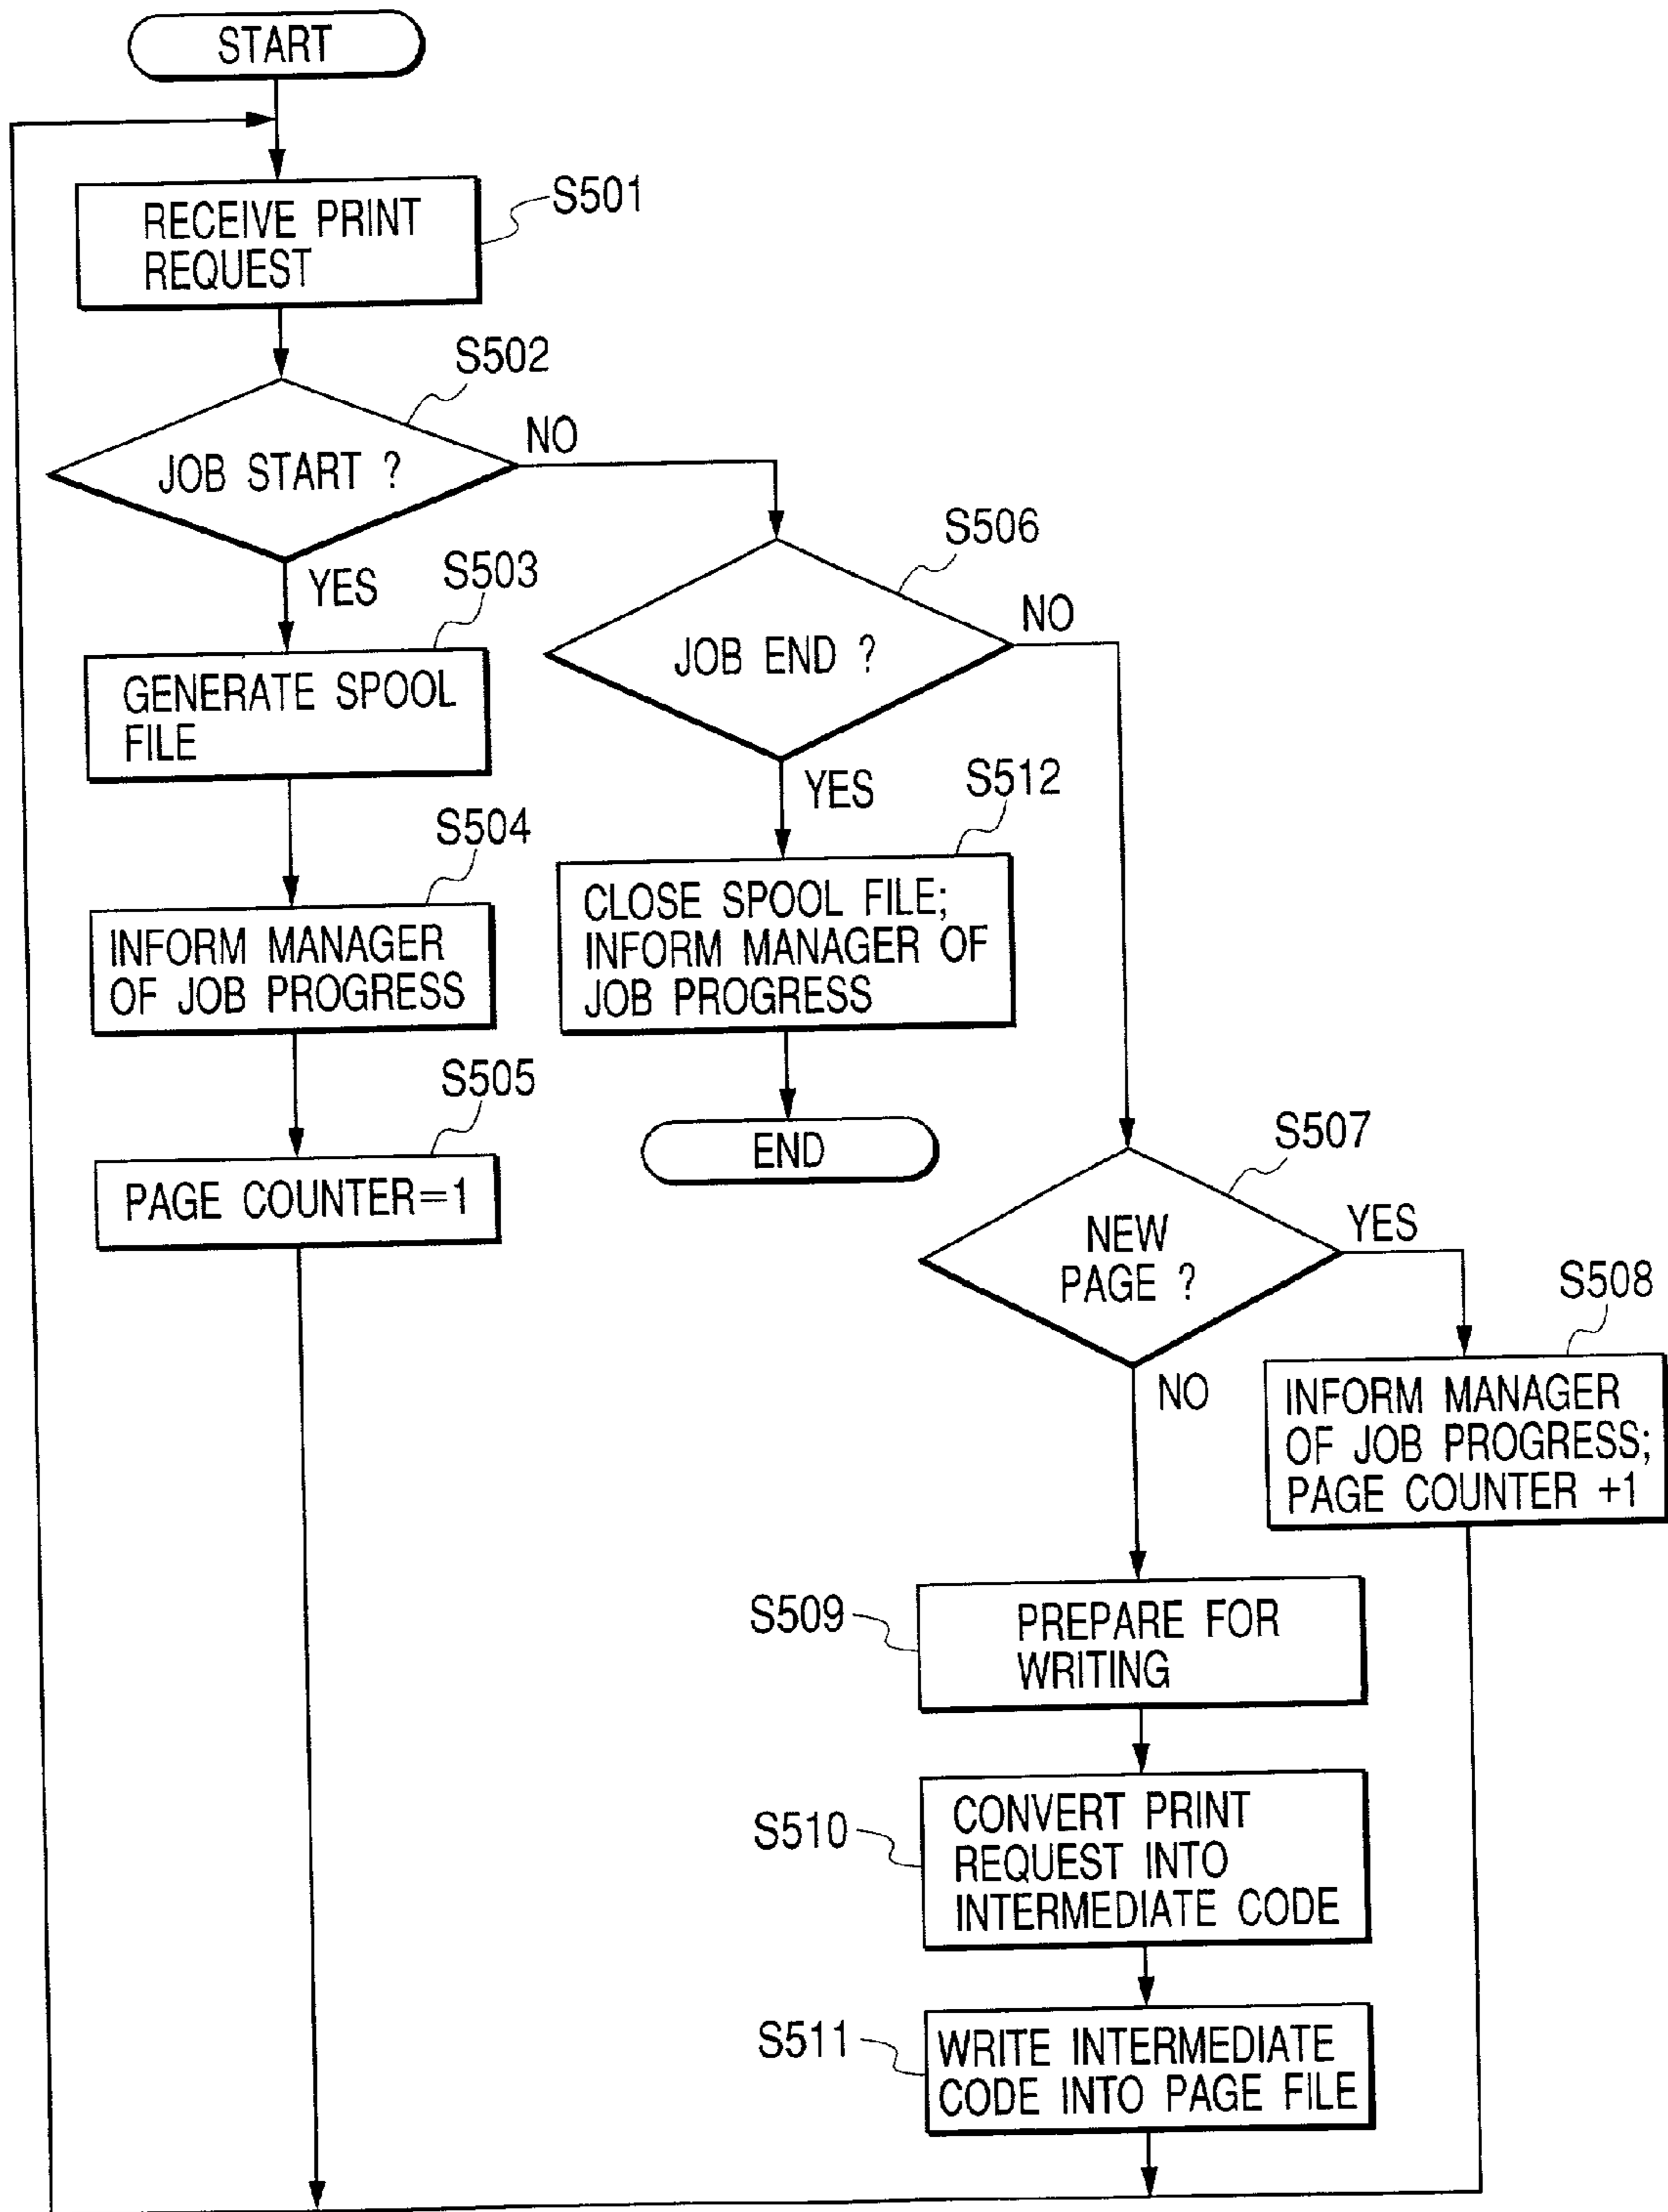 START
RECEIVE PRINT
REQUEST
S501
S502
JOB START ?
NO
YES
S503
GENERATE SPOOL
FILE
S504
INFORM MANAGER
OF JOB PROGRESS
S505
PAGE COUNTER=1
S506
JOB END ?
NO
YES
S512
CLOSE SPOOL FILE;
INFORM MANAGER OF
JOB PROGRESS
END
S507
NEW
PAGE ?
YES
NO
S508
INFORM MANAGER
OF JOB PROGRESS;
PAGE COUNTER +1
S509
PREPARE FOR
WRITING
S510
CONVERT PRINT
REQUEST INTO
INTERMEDIATE CODE
S511
WRITE INTERMEDIATE
CODE INTO PAGE FILE